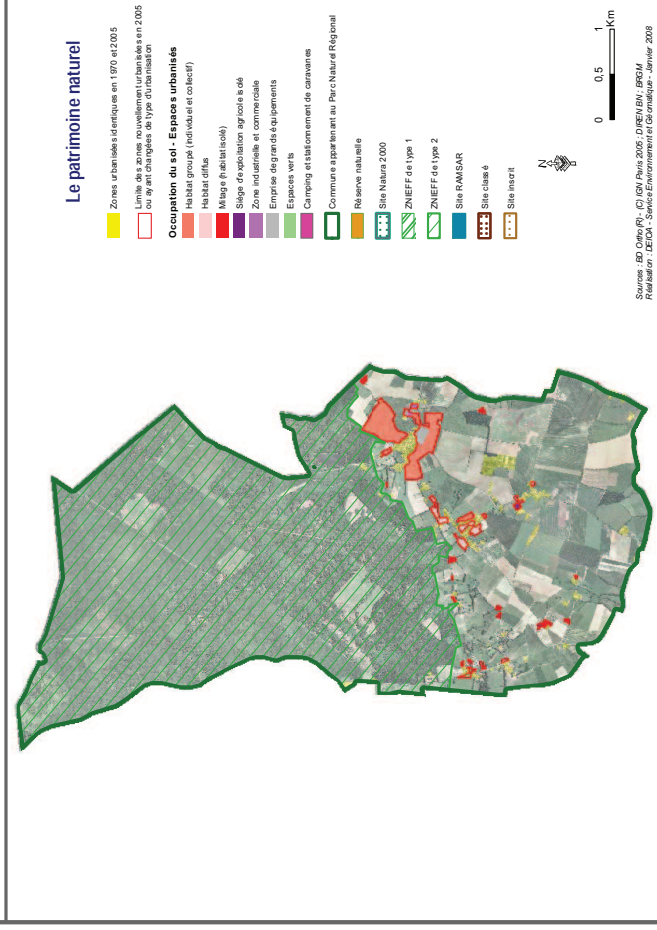 Le patrimoine naturel
Zones urbanisées identiques en 1970 et 2005
Limite des zones nouvellement urbanisées en 2005
ou ayant changées de type d'urbanisation
Occupation du sol - Espaces urbanisés
Habitat groupé (individuel et collectif)
Habitat diffus
Mitage (habitat isolé)
Siège d'exploitation agricole isolé
Zone industrielle et commerciale
Emprise de grands équipements
Espaces verts
Camping et stationnement de caravanes
Commune appartenant au Parc Naturel Régional
Réserve naturelle
Site Natura 2000
ZNIEFF de type 1
ZNIEFF de type 2
Site RAMSAR
Site classé
Site inscrit
N
0 0,5 1
Km
Sources : BD Ortho(R) - (C) IGN Paris 2005 ; DIREN BN ; BRGM
Réalisation : DEICA - Service Environnement et Géomatique - Janvier 2008